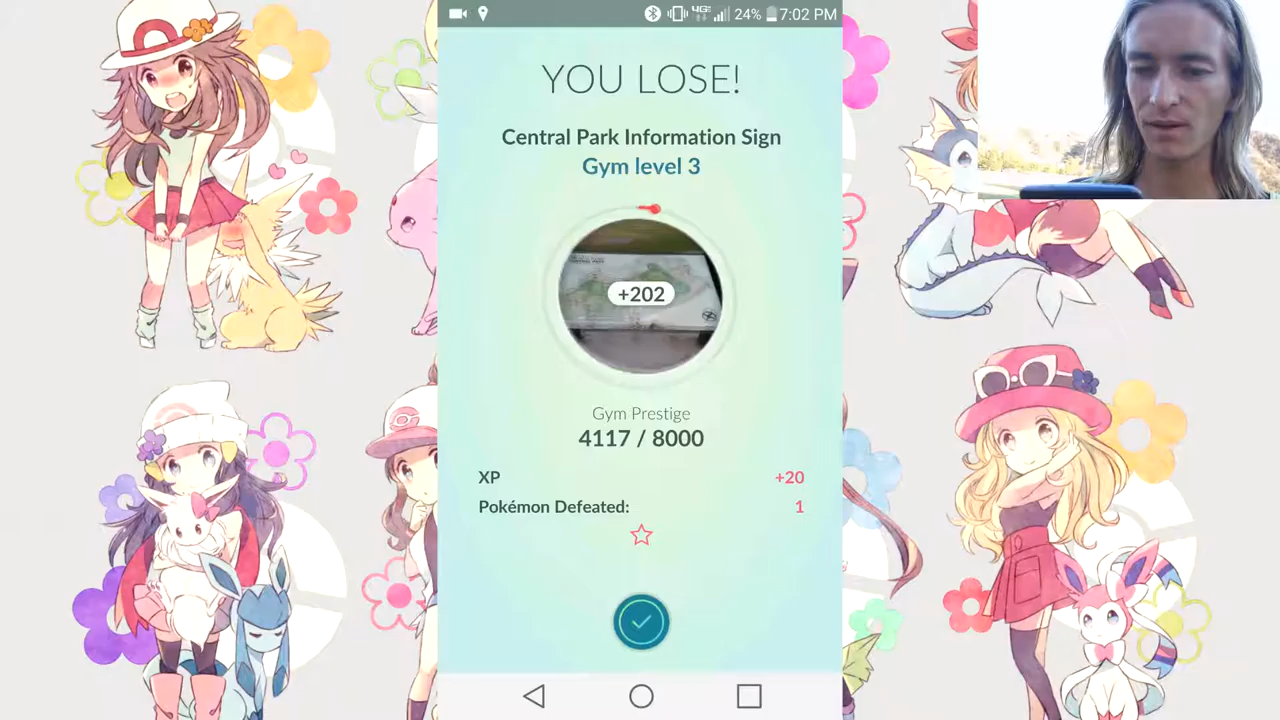 4G 24% 7:02 PM
YOU LOSE!
Central Park Information Sign
Gym level 3
+202
Gym Prestige
4117 / 8000
XP +20
Pokémon Defeated: 1